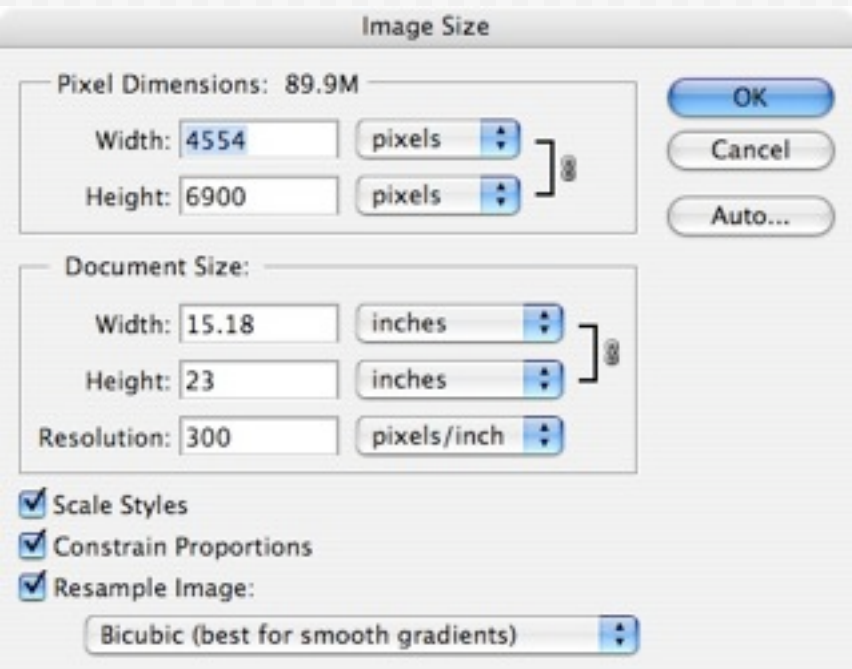 Image Size
Pixel Dimensions: 89.9M
OK
Width: 4554 pixels
Cancel
Height: 6900 pixels
Auto...
Document Size:
Width: 15.18 inches
Height: 23 inches
Resolution: 300 pixels/inch
Scale Styles
Constrain Proportions
Resample Image:
Bicubic (best for smooth gradients)